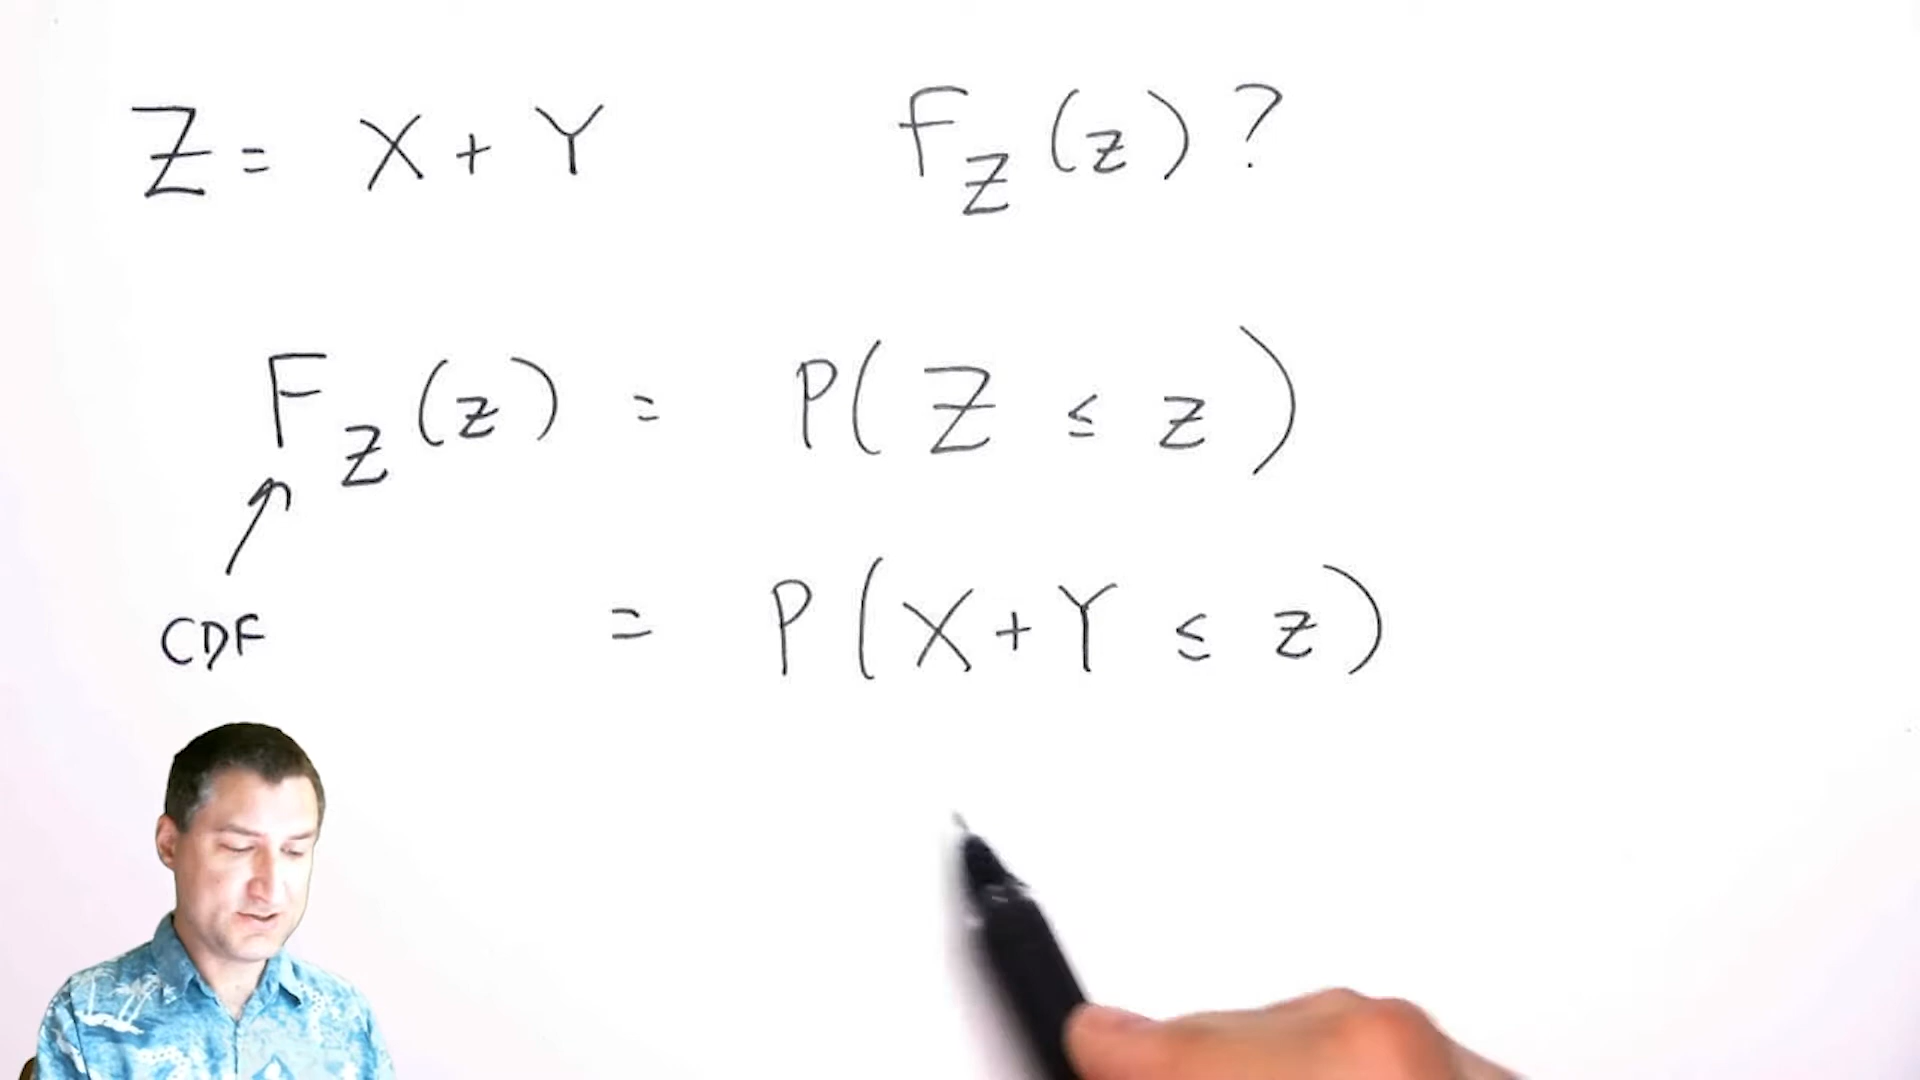 Z = X + Y    F_Z(z)?
F_Z(z) = P(Z ≤ z)
CDF
= P(X + Y ≤ z)